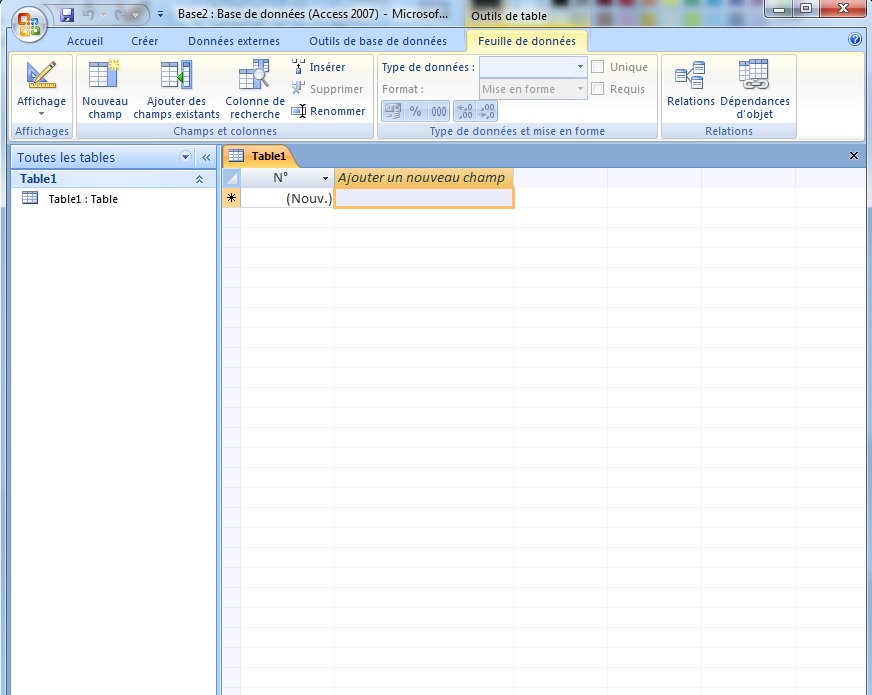 Base2 : Base de données (Access 2007) - Microsof...
Outils de table
Accueil
Créer
Données externes
Outils de base de données
Feuille de données
Affichage
Nouveau champ
Ajouter des champs existants
Colonne de recherche
Insérer
Supprimer
Renommer
Type de données :
Unique
Format :
Mise en forme
Requis
% 000
,00 ,00
Relations
Dépendances d'objet
Affichages
Champs et colonnes
Type de données et mise en forme
Relations
Toutes les tables
«
Table1
Table1
Table1 : Table
N°
Ajouter un nouveau champ
(Nouv.)